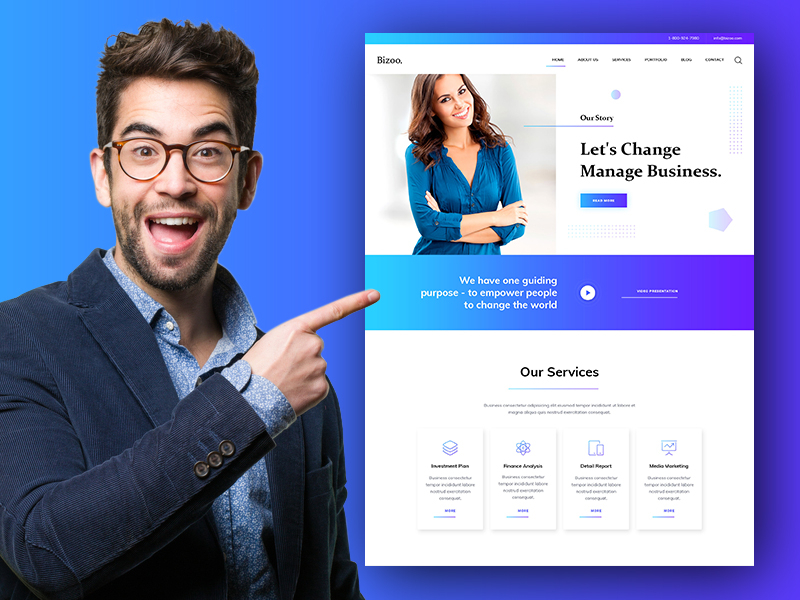 1-800-924-7980 info@bizoo.com
Bizoo.
HOME ABOUT US SERVICES PORTFOLIO BLOG CONTACT
Our Story
Let's Change
Manage Business.
READ MORE
We have one guiding
purpose - to empower people
to change the world
VIDEO PRESENTATION
Our Services
Business consectetur adipisicing elit eiusmod tempor incididunt ut labore et
magna aliqua quis nostrud exercitation consequat.
Investment Plan
Business consectetur
tempor incididunt labore
nostrud exercitation
consequat.
MORE
Finance Analysis
Business consectetur
tempor incididunt labore
nostrud exercitation
consequat.
MORE
Detail Report
Business consectetur
tempor incididunt labore
nostrud exercitation
consequat.
MORE
Media Marketing
Business consectetur
tempor incididunt labore
nostrud exercitation
consequat.
MORE